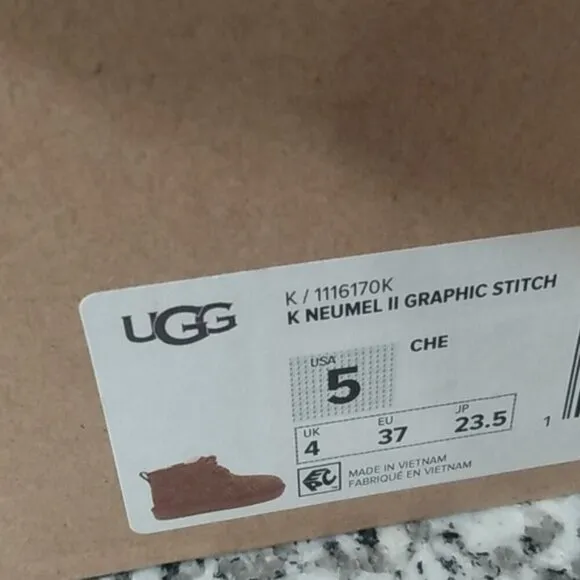 UGG
K / 1116170K
K NEUMEL II GRAPHIC STITCH
CHE
USA
5
UK EU JP
4 37 23.5
1
MADE IN VIETNAM
FABRIQUÉ EN VIETNAM